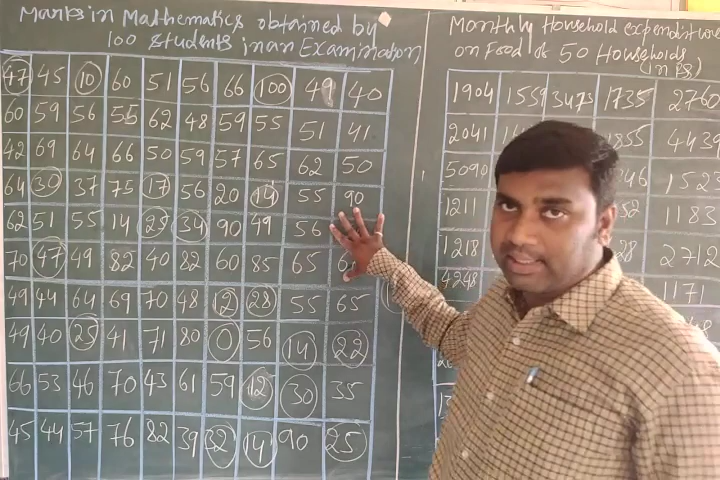 Marks in Mathematics obtained by
100 Students in an Examination
47 45 10 60 51 56 66 100 49 40
60 59 56 55 62 48 59 55 51 41
42 69 64 66 50 59 57 65 62 50
64 30 37 75 17 56 20 14 55 90
62 51 55 14 25 34 90 49 56
70 47 49 82 40 82 60 85 65
49 44 64 69 70 48 12 28 55 65
49 40 25 41 71 80 0 56 14 22
66 53 46 70 43 61 59 12 30 35
45 44 57 76 82 39 32 14 90 25
Monthly Household expenditure
on Food of 50 Households
(in Rs)
1904 1559 3473 1735 2760
2041 1855 4439
5090 1523
1211 1183
1218 2712
4248 1171